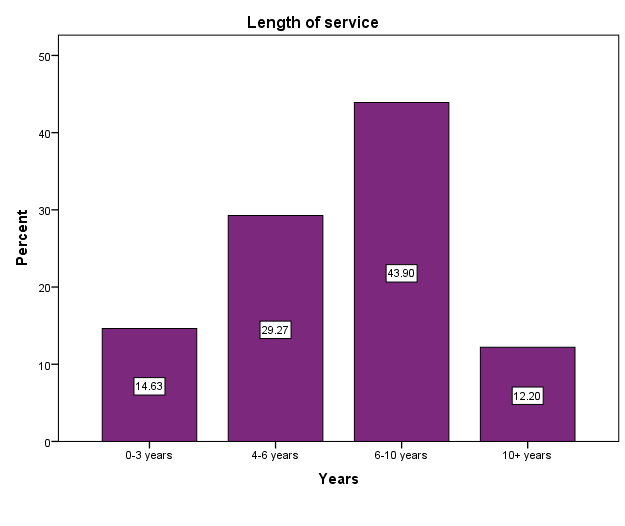 Length of service
Percent
50
40
30
20
10
0
14.63
29.27
43.90
12.20
0-3 years
4-6 years
6-10 years
10+ years
Years